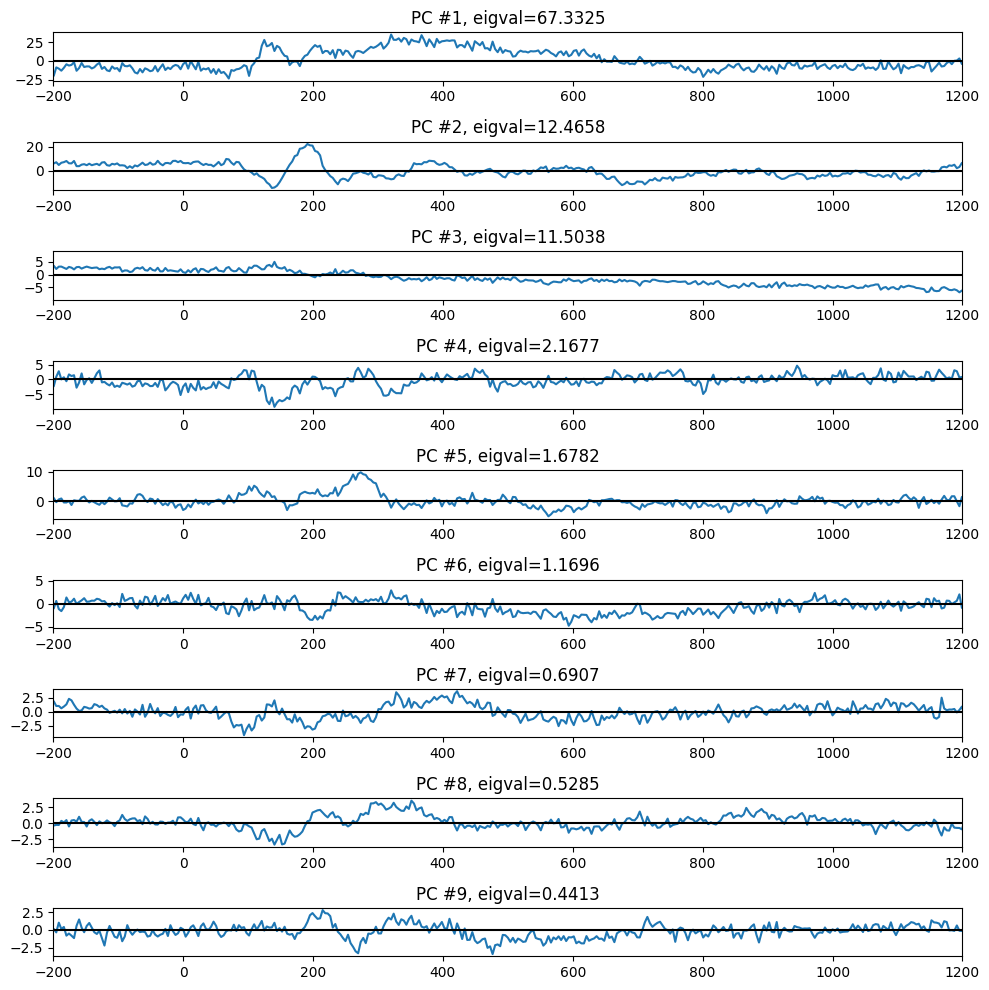 PC #1, eigval=67.3325
25
0
−25
−200 0 200 400 600 800 1000 1200
PC #2, eigval=12.4658
20
0
−200 0 200 400 600 800 1000 1200
PC #3, eigval=11.5038
5
0
−5
−200 0 200 400 600 800 1000 1200
PC #4, eigval=2.1677
5
0
−5
−200 0 200 400 600 800 1000 1200
PC #5, eigval=1.6782
10
0
−200 0 200 400 600 800 1000 1200
PC #6, eigval=1.1696
5
0
−5
−200 0 200 400 600 800 1000 1200
PC #7, eigval=0.6907
2.5
0.0
−2.5
−200 0 200 400 600 800 1000 1200
PC #8, eigval=0.5285
2.5
0.0
−2.5
−200 0 200 400 600 800 1000 1200
PC #9, eigval=0.4413
2.5
0.0
−2.5
−200 0 200 400 600 800 1000 1200